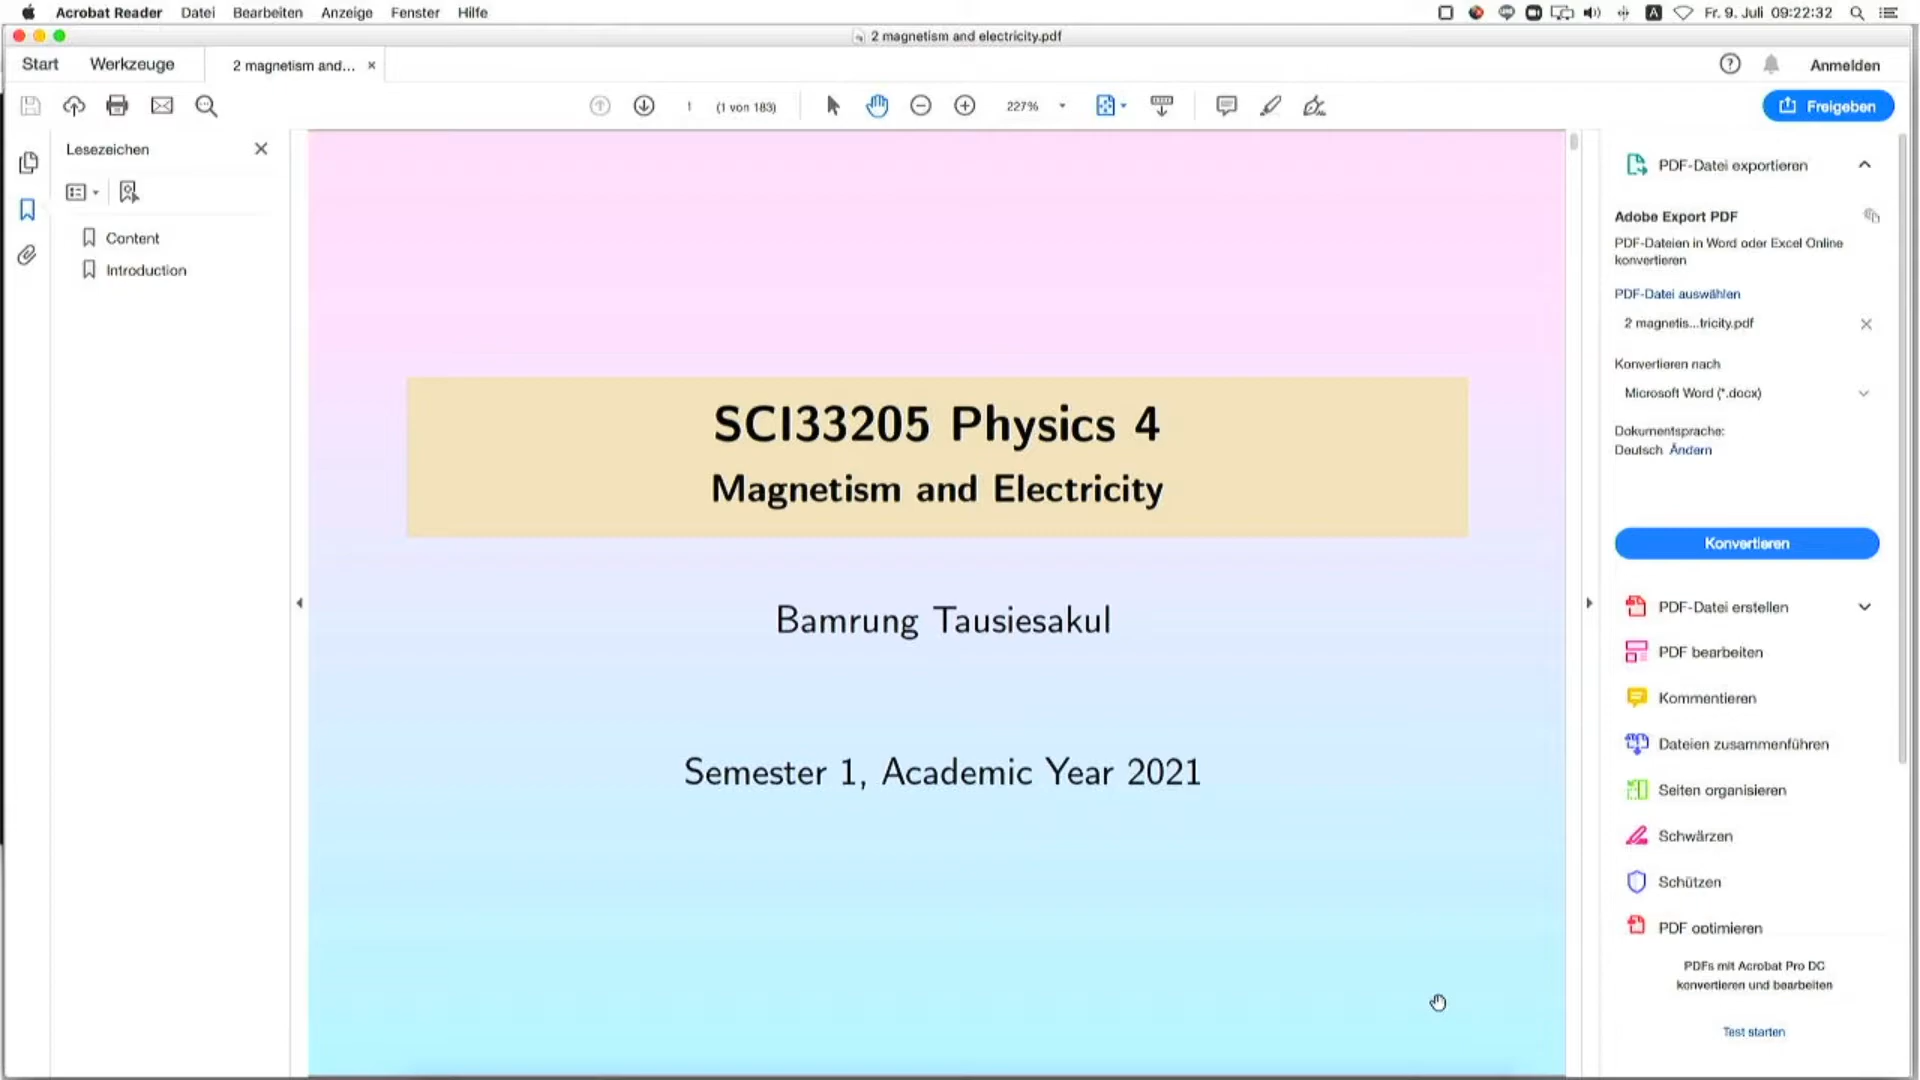 Acrobat Reader Datei Bearbeiten Anzeige Fenster Hilfe
A Fr. 9. Juli 09:22:32
2 magnetism and electricity.pdf
Start Werkzeuge 2 magnetism and... × Anmelden
1 (1 von 183) 227% Freigeben
Lesezeichen
Content
Introduction
SCI33205 Physics 4
Magnetism and Electricity
Bamrung Tausiesakul
Semester 1, Academic Year 2021
PDF-Datei exportieren
Adobe Export PDF
PDF-Dateien in Word oder Excel Online
konvertieren
PDF-Datei auswählen
2 magnetis...tricity.pdf
Konvertieren nach
Microsoft Word (*.docx)
Dokumentsprache:
Deutsch Ändern
Konvertieren
PDF-Datei erstellen
PDF bearbeiten
Kommentieren
Dateien zusammenführen
Seiten organisieren
Schwärzen
Schützen
PDF optimieren
PDFs mit Acrobat Pro DC
konvertieren und bearbeiten
Test starten